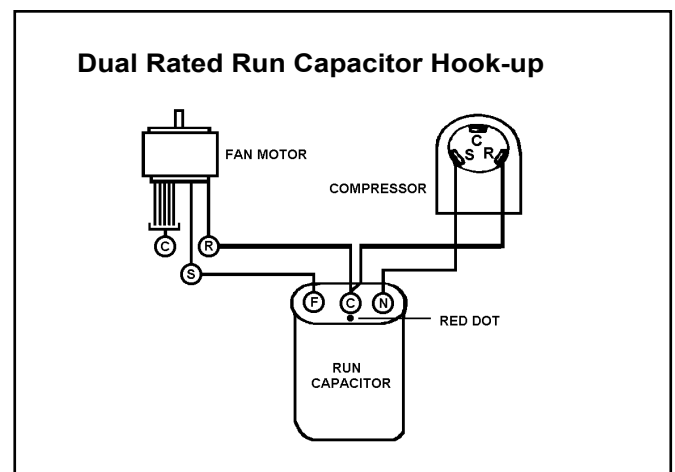 Dual Rated Run Capacitor Hook-up
FAN MOTOR
COMPRESSOR
C
S R
C
R
S
F
C
N
RED DOT
RUN
CAPACITOR